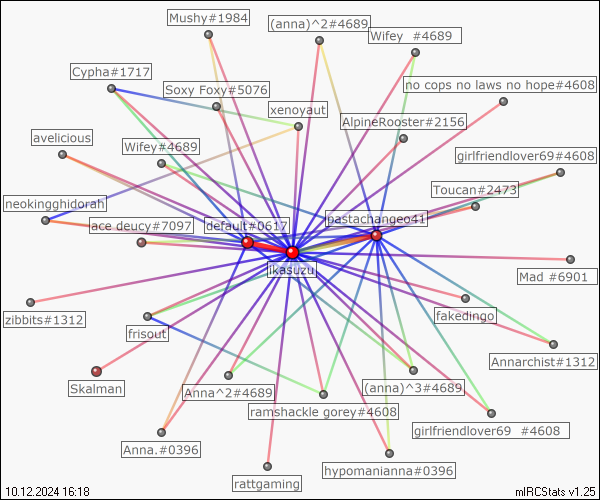 Mushy#1984
(anna)^2#4689
Wifey  #4689
Cypha#1717
Soxy Foxy#5076
no cops no laws no hope#4608
xenoyaut
AlpineRooster#2156
avelicious
Wifey#4689
girlfriendlover69#4608
Toucan#2473
neokingghidorah
ace deucy#7097
default#0617
pastachangeo41
ikasuzu
Mad #6901
zibbits#1312
frisout
fakedingo
Annarchist#1312
Skalman
Anna^2#4689
(anna)^3#4689
ramshackle gorey#4608
girlfriendlover69  #4608
Anna.#0396
hypomanianna#0396
rattgaming
10.12.2024 16:18
mIRCStats v1.25